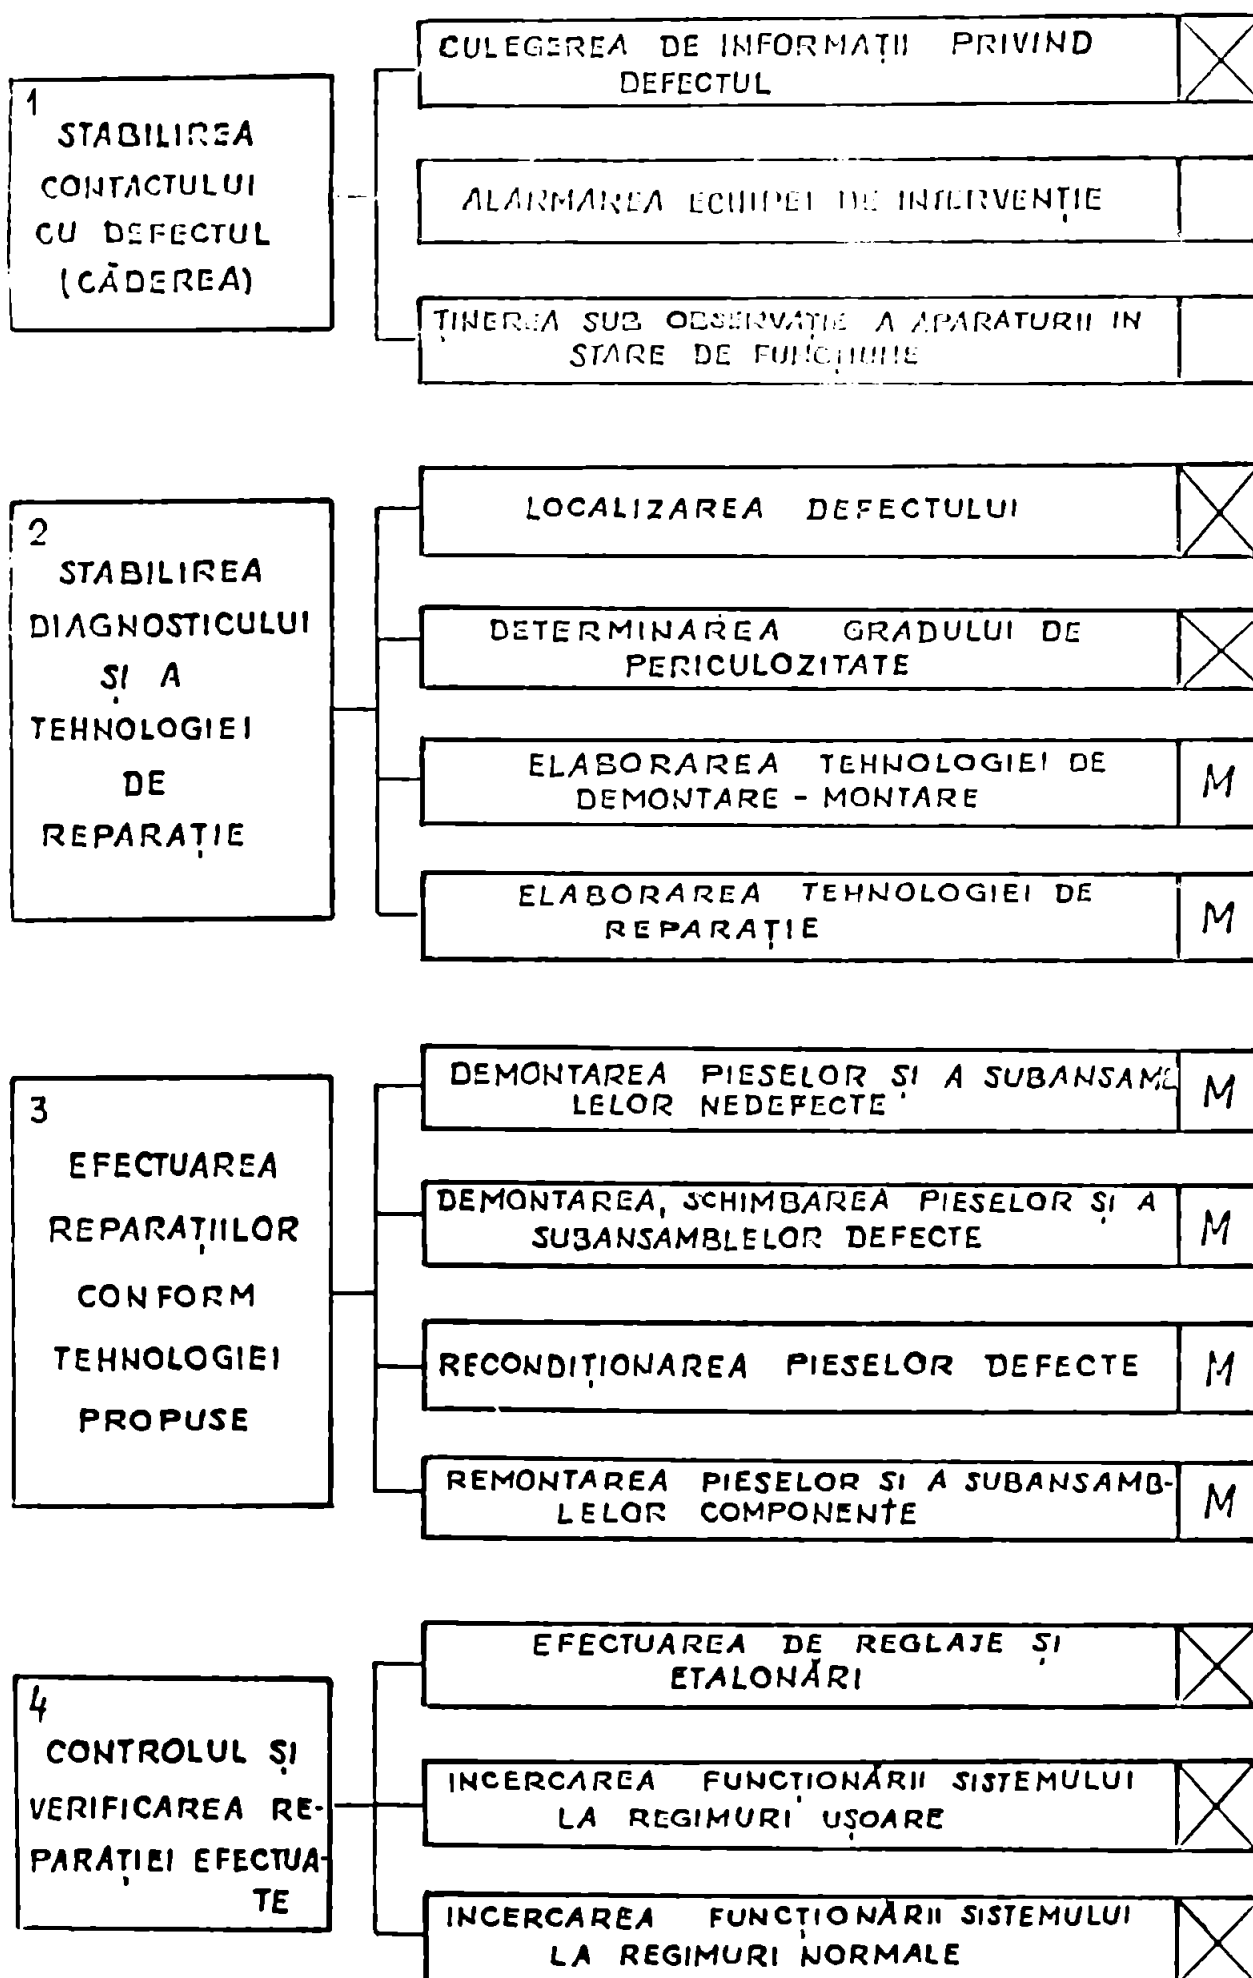 1
STABILIREA
CONTACTULUI
CU DEFECTUL
(CĂDEREA)
CULEGEREA DE INFORMAȚII PRIVIND
DEFECTUL
ALARMAREA ECHIPEI DE INTERVENȚIE
ȚINEREA SUB OBSERVAȚIE A APARATURII IN
STARE DE FUNCȚIUNE
2
STABILIREA
DIAGNOSTICULUI
ȘI A
TEHNOLOGIEI
DE
REPARAȚIE
LOCALIZAREA DEFECTULUI
DETERMINAREA GRADULUI DE
PERICULOZITATE
ELABORAREA TEHNOLOGIEI DE
DEMONTARE - MONTARE
M
ELABORAREA TEHNOLOGIEI DE
REPARAȚIE
M
3
EFECTUAREA
REPARAȚIILOR
CONFORM
TEHNOLOGIEI
PROPUSE
DEMONTAREA PIESELOR ȘI A SUBANSAMB
LELOR NEDEFECTE
M
DEMONTAREA, SCHIMBAREA PIESELOR ȘI A
SUBANSAMBLELOR DEFECTE
M
RECONDIȚIONAREA PIESELOR DEFECTE
M
REMONTAREA PIESELOR SI A SUBANSAMB-
LELOR COMPONENTE
M
4
CONTROLUL ȘI
VERIFICAREA RE-
PARAȚIEI EFECTUA-
TE
EFECTUAREA DE REGLAJE ȘI
ETALONĂRI
INCERCAREA FUNCȚIONĂRII SISTEMULUI
LA REGIMURI UȘOARE
INCERCAREA FUNCȚIONĂRII SISTEMULUI
LA REGIMURI NORMALE